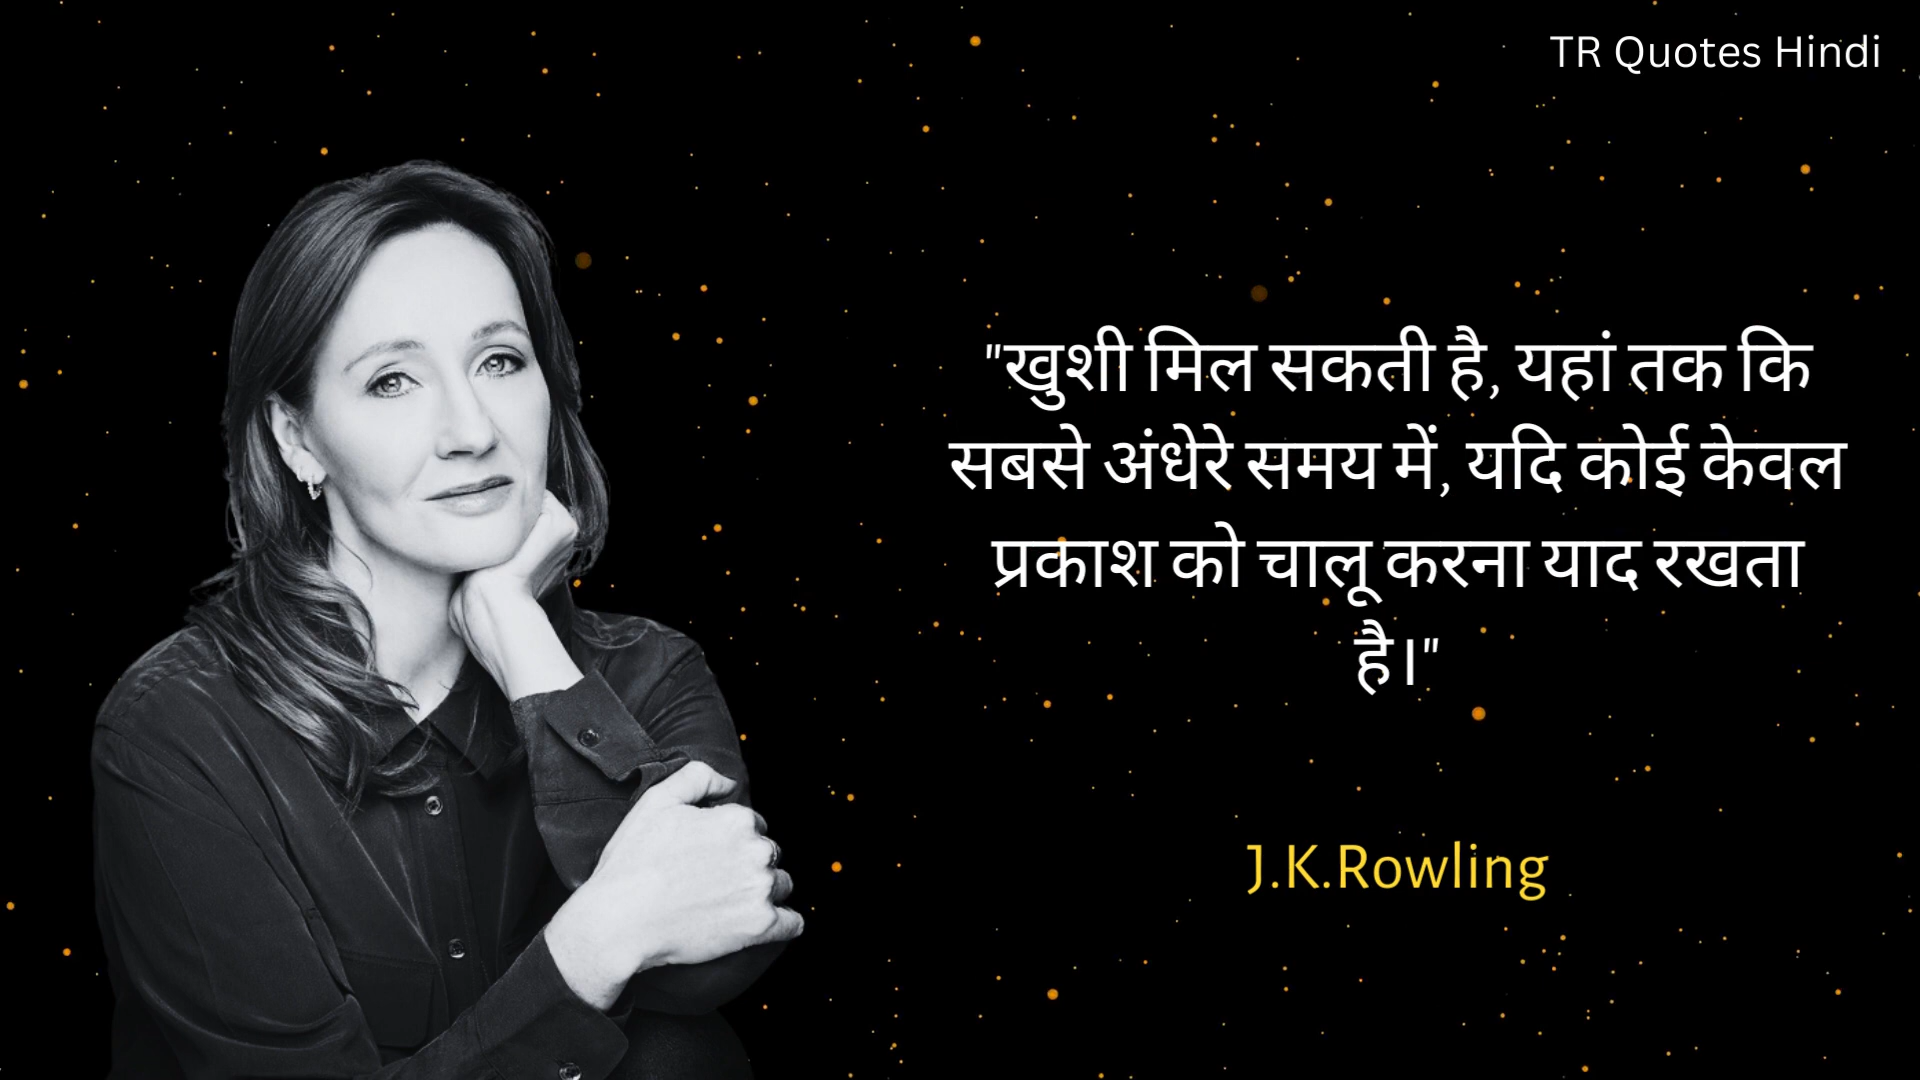 TR Quotes Hindi
"खुशी मिल सकती है, यहां तक कि
सबसे अंधेरे समय में, यदि कोई केवल
प्रकाश को चालू करना याद रखता
है।"
J.K.Rowling